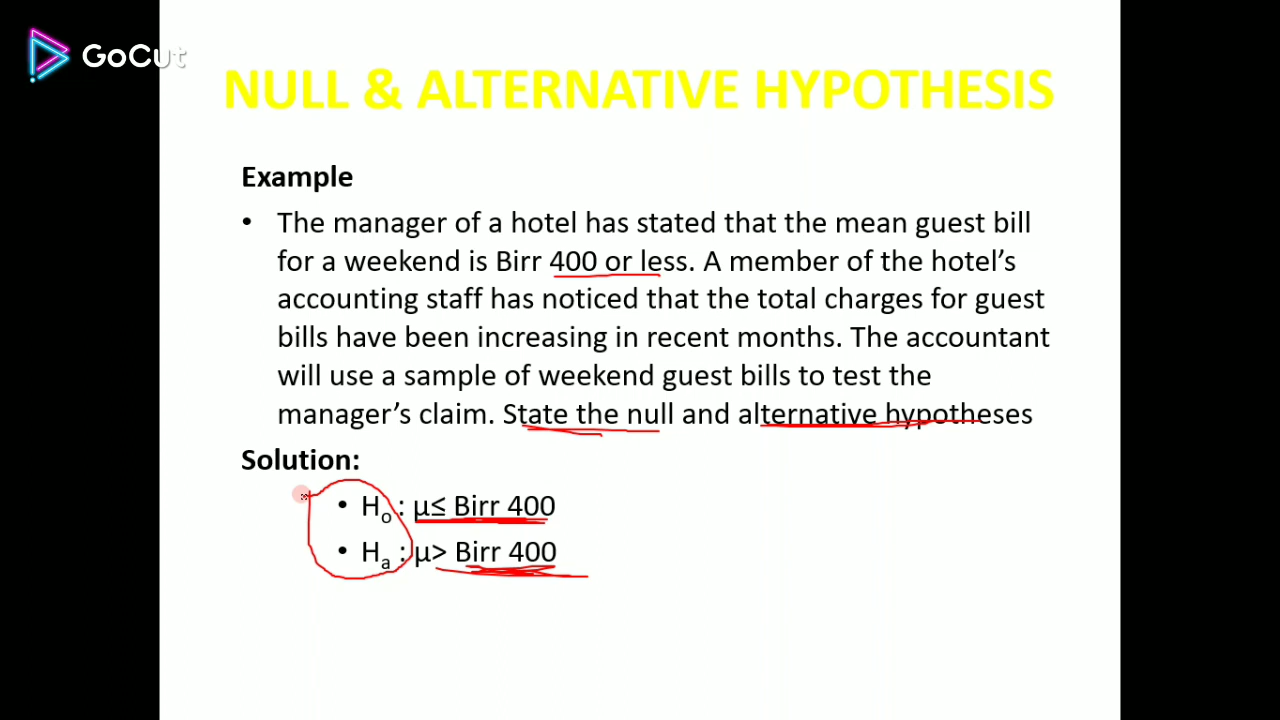 GoCut
NULL & ALTERNATIVE HYPOTHESIS
Example
• The manager of a hotel has stated that the mean guest bill
for a weekend is Birr 400 or less. A member of the hotel's
accounting staff has noticed that the total charges for guest
bills have been increasing in recent months. The accountant
will use a sample of weekend guest bills to test the
manager's claim. State the null and alternative hypotheses
Solution:
• Ho : μ≤ Birr 400
• Ha : μ> Birr 400